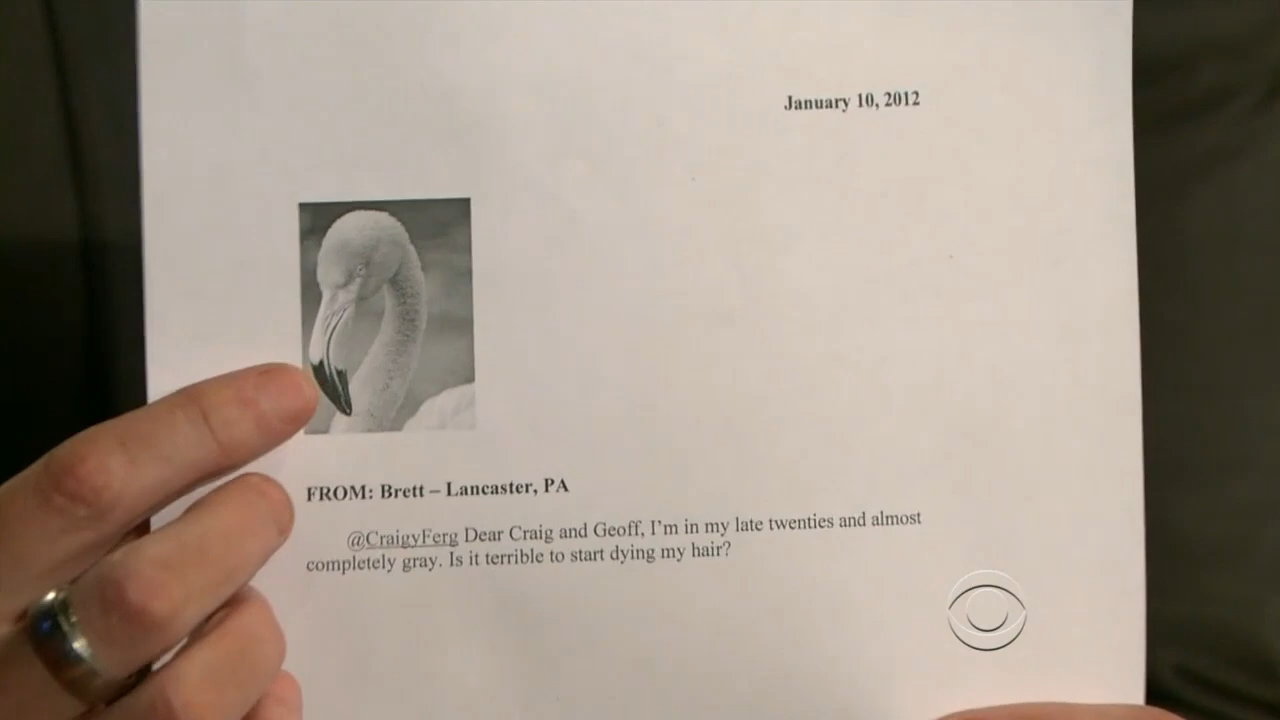 January 10, 2012
FROM: Brett – Lancaster, PA
@CraigyFerg Dear Craig and Geoff, I'm in my late twenties and almost
completely gray. Is it terrible to start dying my hair?